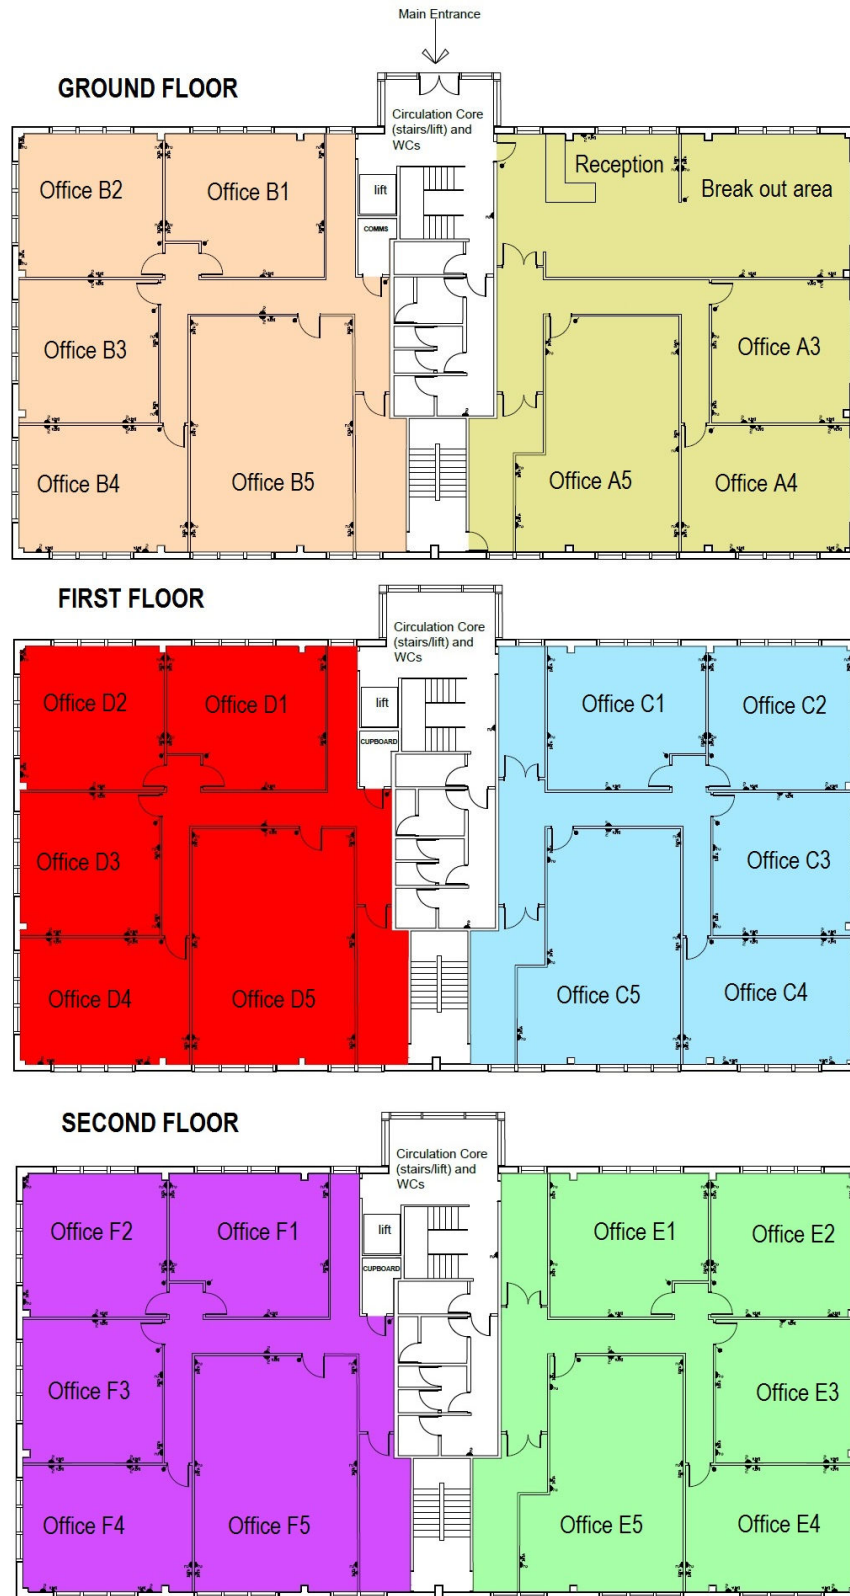 Main Entrance
GROUND FLOOR
Circulation Core
(stairs/lift) and
WCs
Office B2
Office B1
lift
COMMS
Reception
Break out area
Office B3
Office A3
Office B4
Office B5
Office A5
Office A4
FIRST FLOOR
Circulation Core
(stairs/lift) and
WCs
Office D2
Office D1
lift
CUPBOARD
Office C1
Office C2
Office D3
Office C3
Office D4
Office D5
Office C5
Office C4
SECOND FLOOR
Circulation Core
(stairs/lift) and
WCs
Office F2
Office F1
lift
CUPBOARD
Office E1
Office E2
Office F3
Office E3
Office F4
Office F5
Office E5
Office E4